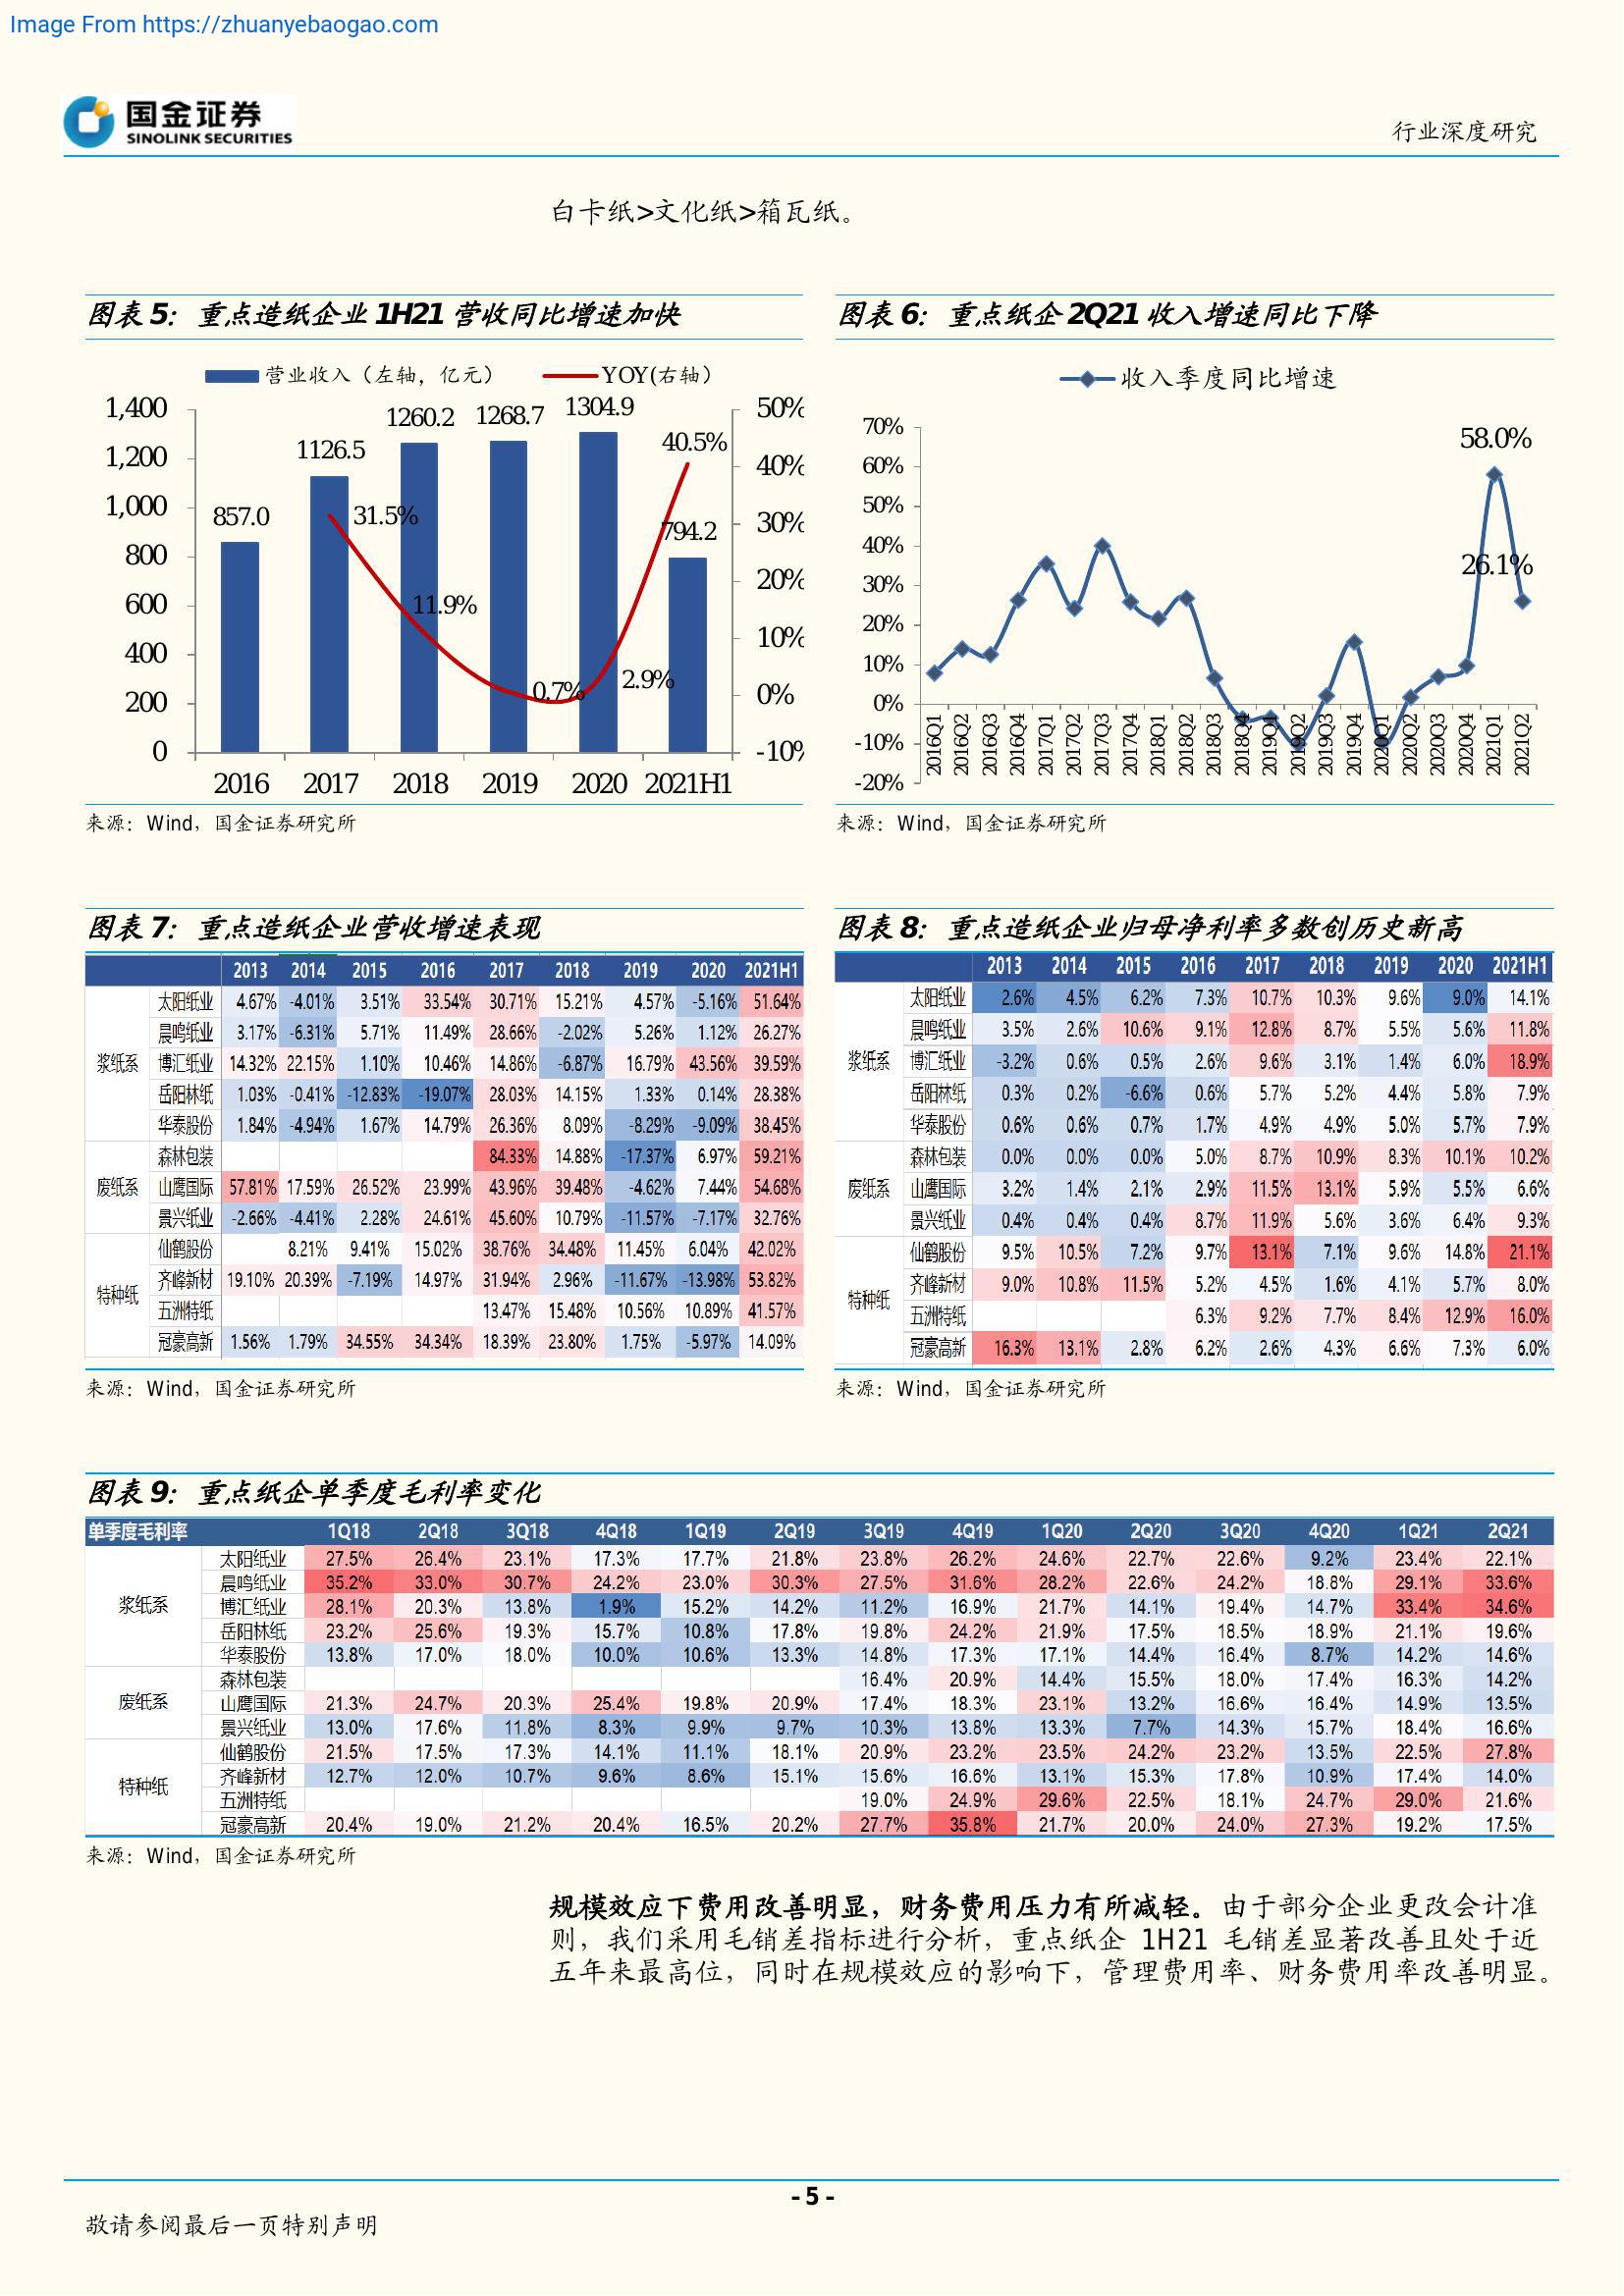 Image From https://zhuanyebaogao.com
国金证券
SINOLINK SECURITIES
行业深度研究
白卡纸>文化纸>箱瓦纸。
图表5：重点造纸企业1H21营收同比增速加快
营业收入（左轴，亿元） YOY(右轴)
1,400 1,200 1,000 800 600 400 200 0
857.0 1126.5 1260.2 1268.7 1304.9 794.2
31.5% 11.9% 0.7% 2.9% 40.5%
50% 40% 30% 20% 10% 0% -10%
2016 2017 2018 2019 2020 2021H1
来源：Wind，国金证券研究所
图表6：重点纸企2Q21收入增速同比下降
收入季度同比增速
70% 60% 50% 40% 30% 20% 10% 0% -10% -20%
58.0%
26.1%
2016Q1 2016Q2 2016Q3 2016Q4 2017Q1 2017Q2 2017Q3 2017Q4 2018Q1 2018Q2 2018Q3 2018Q4 2019Q1 2019Q2 2019Q3 2019Q4 2020Q1 2020Q2 2020Q3 2020Q4 2021Q1 2021Q2
来源：Wind，国金证券研究所
图表7：重点造纸企业营收增速表现
2013 2014 2015 2016 2017 2018 2019 2020 2021H1
浆纸系
太阳纸业 4.67% -4.01% 3.51% 33.54% 30.71% 15.21% 4.57% -5.16% 51.64%
晨鸣纸业 3.17% -6.31% 5.71% 11.49% 28.66% -2.02% 5.26% 1.12% 26.27%
博汇纸业 14.32% 22.15% 1.10% 10.46% 14.86% -6.87% 16.79% 43.56% 39.59%
岳阳林纸 1.03% -0.41% -12.83% -19.07% 28.03% 14.15% 1.33% 0.14% 28.38%
华泰股份 1.84% -4.94% 1.67% 14.79% 26.36% 8.09% -8.29% -9.09% 38.45%
废纸系
森林包装 84.33% 14.88% -17.37% 6.97% 59.21%
山鹰国际 57.81% 17.59% 26.52% 23.99% 43.96% 39.48% -4.62% 7.44% 54.68%
景兴纸业 -2.66% -4.41% 2.28% 24.61% 45.60% 10.79% -11.57% -7.17% 32.76%
特种纸
仙鹤股份 8.21% 9.41% 15.02% 38.76% 34.48% 11.45% 6.04% 42.02%
齐峰新材 19.10% 20.39% -7.19% 14.97% 31.94% 2.96% -11.67% -13.98% 53.82%
五洲特纸 13.47% 15.48% 10.56% 10.89% 41.57%
冠豪高新 1.56% 1.79% 34.55% 34.34% 18.39% 23.80% 1.75% -5.97% 14.09%
来源：Wind，国金证券研究所
图表8：重点造纸企业归母净利率多数创历史新高
2013 2014 2015 2016 2017 2018 2019 2020 2021H1
浆纸系
太阳纸业 2.6% 4.5% 6.2% 7.3% 10.7% 10.3% 9.6% 9.0% 14.1%
晨鸣纸业 3.5% 2.6% 10.6% 9.1% 12.8% 8.7% 5.5% 5.6% 11.8%
博汇纸业 -3.2% 0.6% 0.5% 2.6% 9.6% 3.1% 1.4% 6.0% 18.9%
岳阳林纸 0.3% 0.2% -6.6% 0.6% 5.7% 5.2% 4.4% 5.8% 7.9%
华泰股份 0.6% 0.6% 0.7% 1.7% 4.9% 4.9% 5.0% 5.7% 7.9%
废纸系
森林包装 0.0% 0.0% 0.0% 5.0% 8.7% 10.9% 8.3% 10.1% 10.2%
山鹰国际 3.2% 1.4% 2.1% 2.9% 11.5% 13.1% 5.9% 5.5% 6.6%
景兴纸业 0.4% 0.4% 0.4% 8.7% 11.9% 5.6% 3.6% 6.4% 9.3%
特种纸
仙鹤股份 9.5% 10.5% 7.2% 9.7% 13.1% 7.1% 9.6% 14.8% 21.1%
齐峰新材 9.0% 10.8% 11.5% 5.2% 4.5% 1.6% 4.1% 5.7% 8.0%
五洲特纸 6.3% 9.2% 7.7% 8.4% 12.9% 16.0%
冠豪高新 16.3% 13.1% 2.8% 6.2% 2.6% 4.3% 6.6% 7.3% 6.0%
来源：Wind，国金证券研究所
图表9：重点纸企单季度毛利率变化
单季度毛利率 1Q18 2Q18 3Q18 4Q18 1Q19 2Q19 3Q19 4Q19 1Q20 2Q20 3Q20 4Q20 1Q21 2Q21
浆纸系
太阳纸业 27.5% 26.4% 23.1% 17.3% 17.7% 21.8% 23.8% 26.2% 24.6% 22.7% 22.6% 9.2% 23.4% 22.1%
晨鸣纸业 35.2% 33.0% 30.7% 24.2% 23.0% 30.3% 27.5% 31.6% 28.2% 22.6% 24.2% 18.8% 29.1% 33.6%
博汇纸业 28.1% 20.3% 13.8% 1.9% 15.2% 14.2% 11.2% 16.9% 21.7% 14.1% 19.4% 14.7% 33.4% 34.6%
岳阳林纸 23.2% 25.6% 19.3% 15.7% 10.8% 17.8% 19.8% 24.2% 21.9% 17.5% 18.5% 18.9% 21.1% 19.6%
华泰股份 13.8% 17.0% 18.0% 10.0% 10.6% 13.3% 14.8% 17.3% 17.1% 14.4% 16.4% 8.7% 14.2% 14.6%
废纸系
森林包装 16.4% 20.9% 14.4% 15.5% 18.0% 17.4% 16.3% 14.2%
山鹰国际 21.3% 24.7% 20.3% 25.4% 19.8% 20.9% 17.4% 18.3% 23.1% 13.2% 16.6% 16.4% 14.9% 13.5%
景兴纸业 13.0% 17.6% 11.8% 8.3% 9.9% 9.7% 10.3% 13.8% 13.3% 7.7% 14.3% 15.7% 18.4% 16.6%
特种纸
仙鹤股份 21.5% 17.5% 17.3% 14.1% 11.1% 18.1% 20.9% 23.2% 23.5% 24.2% 23.2% 13.5% 22.5% 27.8%
齐峰新材 12.7% 12.0% 10.7% 9.6% 8.6% 15.1% 15.6% 16.6% 13.1% 15.3% 17.8% 10.9% 17.4% 14.0%
五洲特纸 19.0% 24.9% 29.6% 22.5% 18.1% 24.7% 29.0% 21.6%
冠豪高新 20.4% 19.0% 21.2% 20.4% 16.5% 20.2% 27.7% 35.8% 21.7% 20.0% 24.0% 27.3% 19.2% 17.5%
来源：Wind，国金证券研究所
规模效应下费用改善明显，财务费用压力有所减轻。由于部分企业更改会计准
则，我们采用毛销差指标进行分析，重点纸企 1H21 毛销差显著改善且处于近
五年来最高位，同时在规模效应的影响下，管理费用率、财务费用率改善明显。
- 5 -
敬请参阅最后一页特别声明